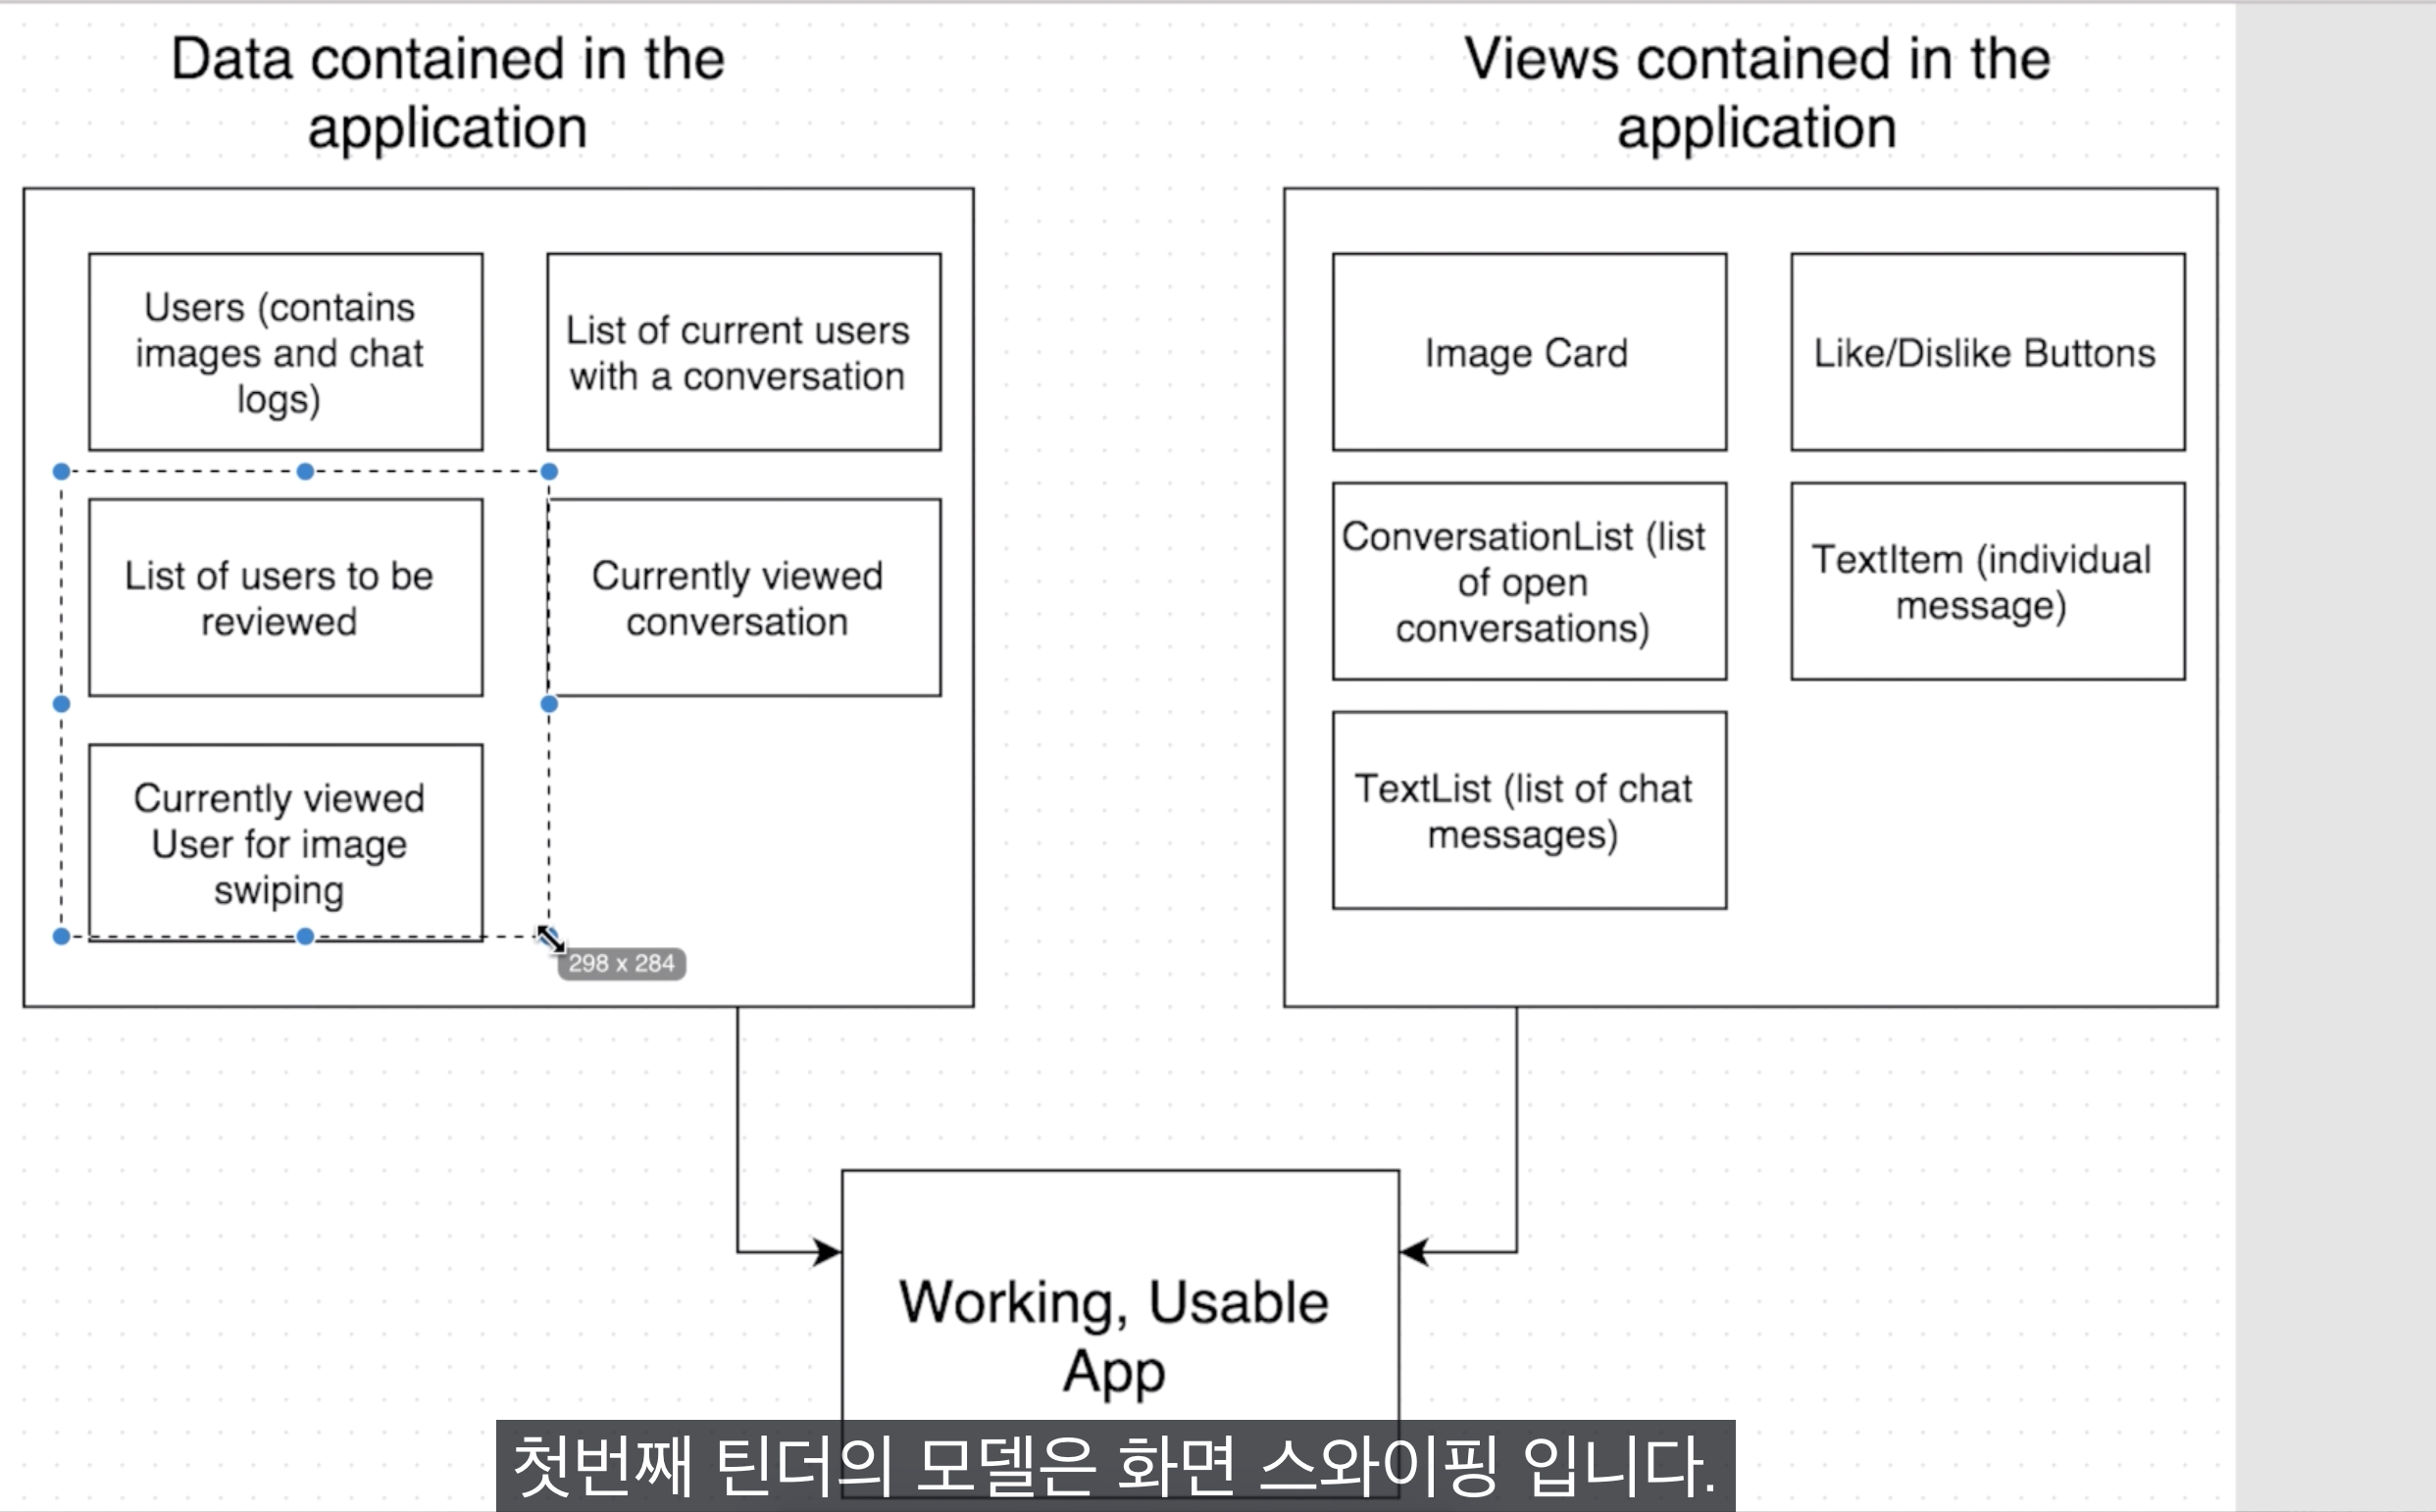 Data contained in the
application
Users (contains
images and chat
logs)
List of current users
with a conversation
List of users to be
reviewed
Currently viewed
conversation
Currently viewed
User for image
swiping
298 x 284
Views contained in the
application
Image Card
Like/Dislike Buttons
ConversationList (list
of open
conversations)
TextItem (individual
message)
TextList (list of chat
messages)
Working, Usable
App
첫번째 틴더의 모델은 화면 스와이핑 입니다.